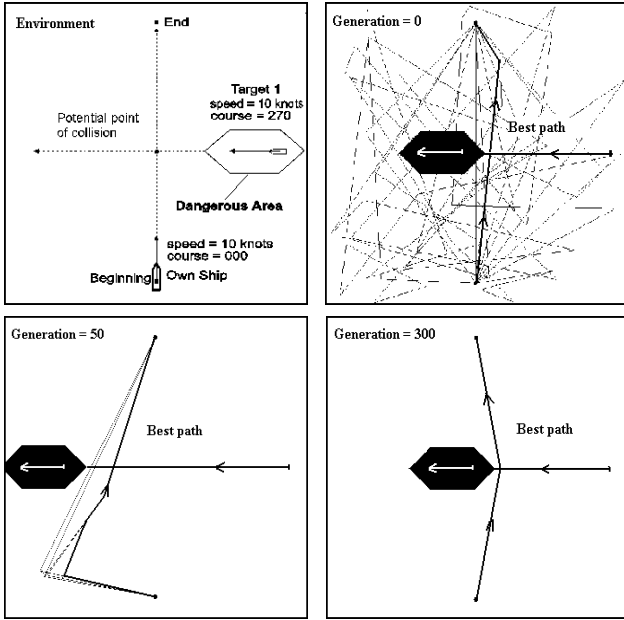 Environment
End
Target 1
speed = 10 knots
course = 270
Potential point
of collision
Dangerous Area
speed = 10 knots
course = 000
Beginning
Own Ship
Generation = 0
Best path
Generation = 50
Best path
Generation = 300
Best path